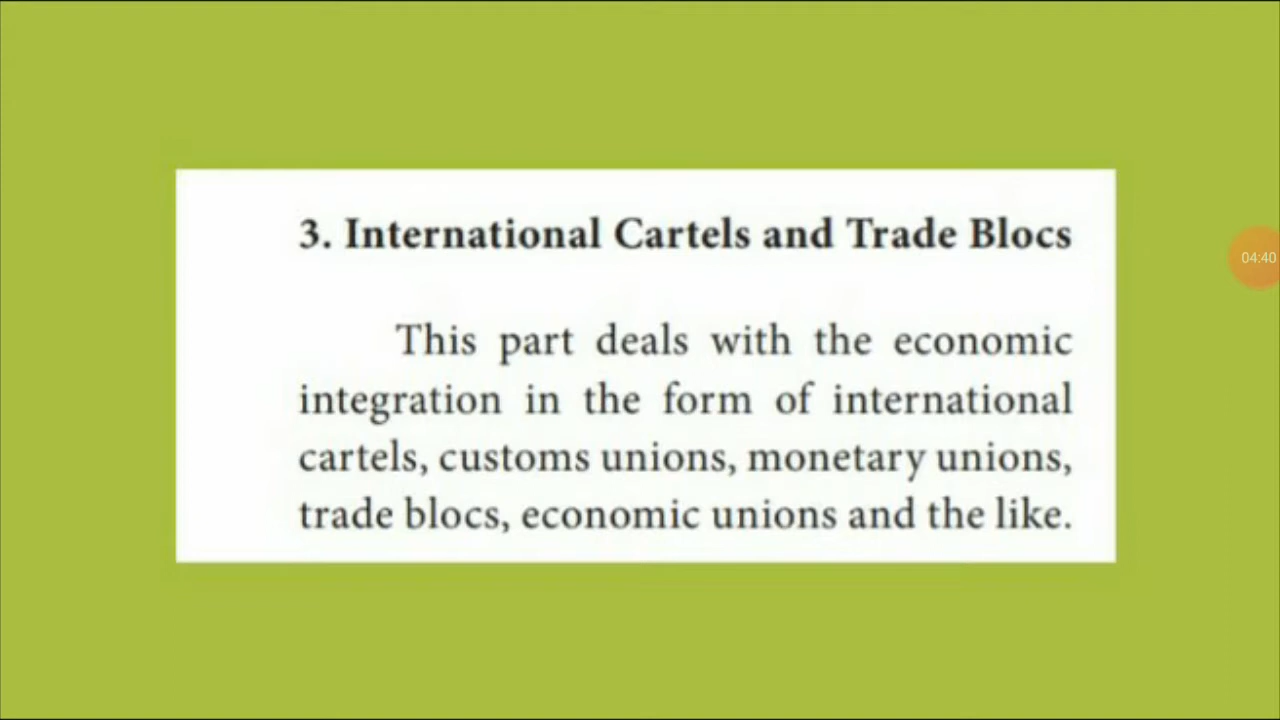 3. International Cartels and Trade Blocs
This part deals with the economic
integration in the form of international
cartels, customs unions, monetary unions,
trade blocs, economic unions and the like.
04:40